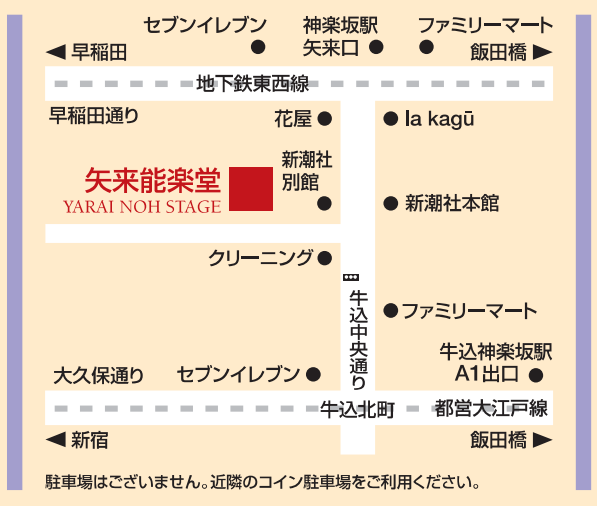 セブンイレブン
神楽坂駅
矢来口
ファミリーマート
早稲田
飯田橋
地下鉄東西線
早稲田通り
花屋
la kagū
矢来能楽堂
YARAI NOH STAGE
新潮社
別館
新潮社本館
クリーニング
牛込中央通り
ファミリーマート
牛込神楽坂駅
A1出口
大久保通り
セブンイレブン
牛込北町
都営大江戸線
新宿
飯田橋
駐車場はございません。近隣のコイン駐車場をご利用ください。